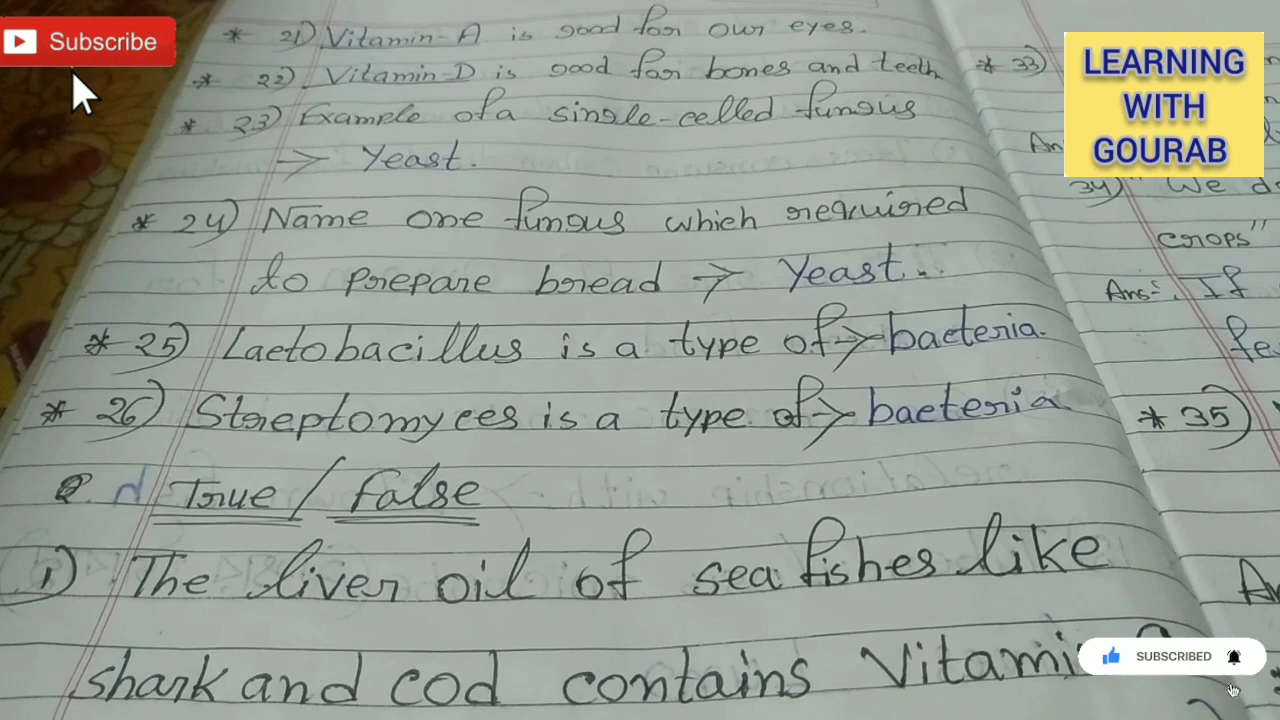 Subscribe
* 21) Vitamin-A is good for our eyes.
* 22) Vitamin-D is good for bones and teeth
* 23) Example of a single-celled fungus
→ Yeast.
* 24) Name one fungus which required
to prepare bread → Yeast.
* 25) Lactobacillus is a type of → bacteria.
* 26) Streptomyces is a type of → bacteria.
True / False
1) The liver oil of sea fishes like
shark and cod contains
* 33)
LEARNING
WITH
GOURAB
34) " We
crops"
Ans:. If
* 35)
SUBSCRIBED